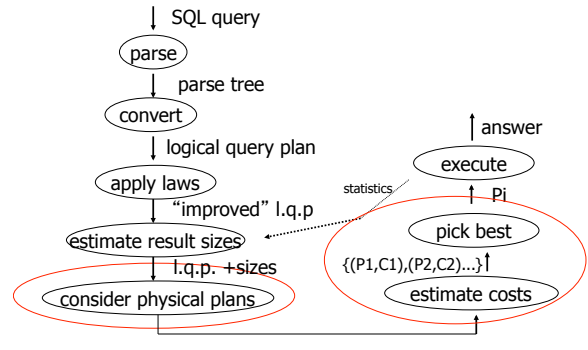 SQL query
parse
parse tree
convert
logical query plan
apply laws
“improved” l.q.p
estimate result sizes
l.q.p. +sizes
consider physical plans
answer
execute
statistics
Pi
pick best
{(P1,C1),(P2,C2)...}
estimate costs